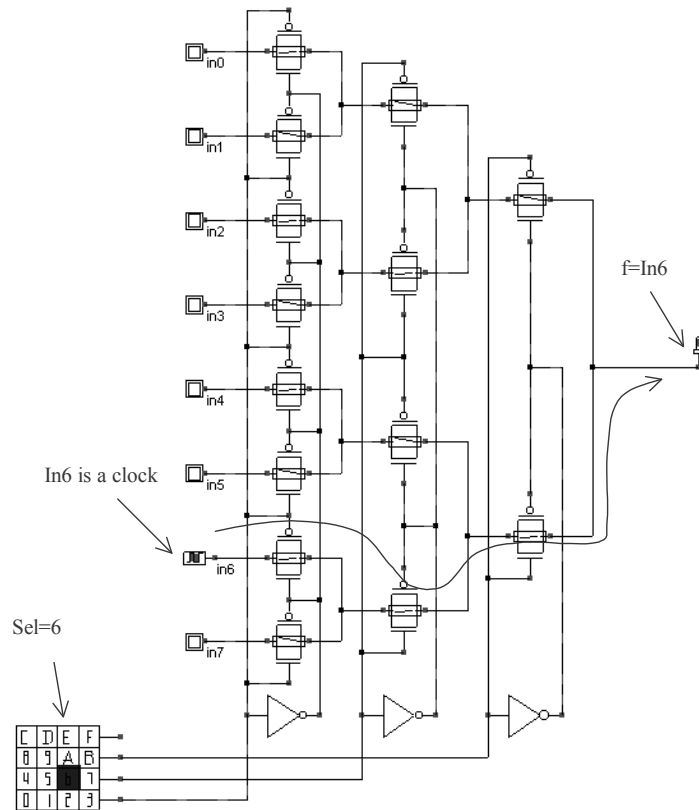 in0
in1
in2
in3
f=In6
in4
In6 is a clock
in5
in6
Sel=6
in7
C D E F
8 9 A B
4 5 6 7
0 1 2 3